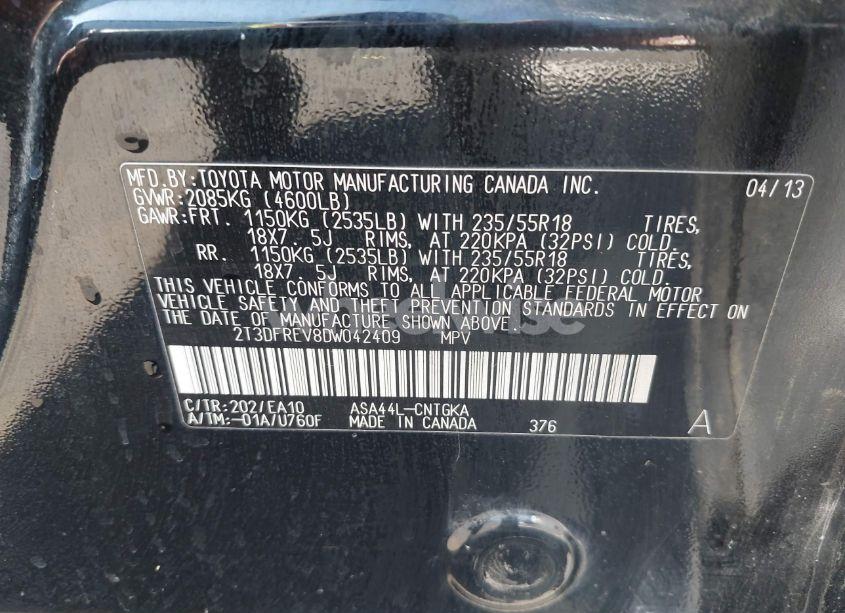 MFD.BY:TOYOTA MOTOR MANUFACTURING CANADA INC. 04/13
GVWR:2085KG (4600LB)
GAWR:FRT. 1150KG (2535LB) WITH 235/55R18 TIRES,
18X7. 5J RIMS, AT 220KPA (32PSI) COLD.
RR. 1150KG (2535LB) WITH 235/55R18 TIRES,
18X7. 5J RIMS, AT 220KPA (32PSI) COLD.
THIS VEHICLE CONFORMS TO ALL APPLICABLE FEDERAL MOTOR
VEHICLE SAFETY AND THEFT PREVENTION STANDARDS IN EFFECT ON
THE DATE OF MANUFACTURE SHOWN ABOVE.
2T3DFREV8DW042409 MPV
C/TR:202/EA10 ASA44L-CNTGKA
A/TM:-01A/U760F MADE IN CANADA 376 A